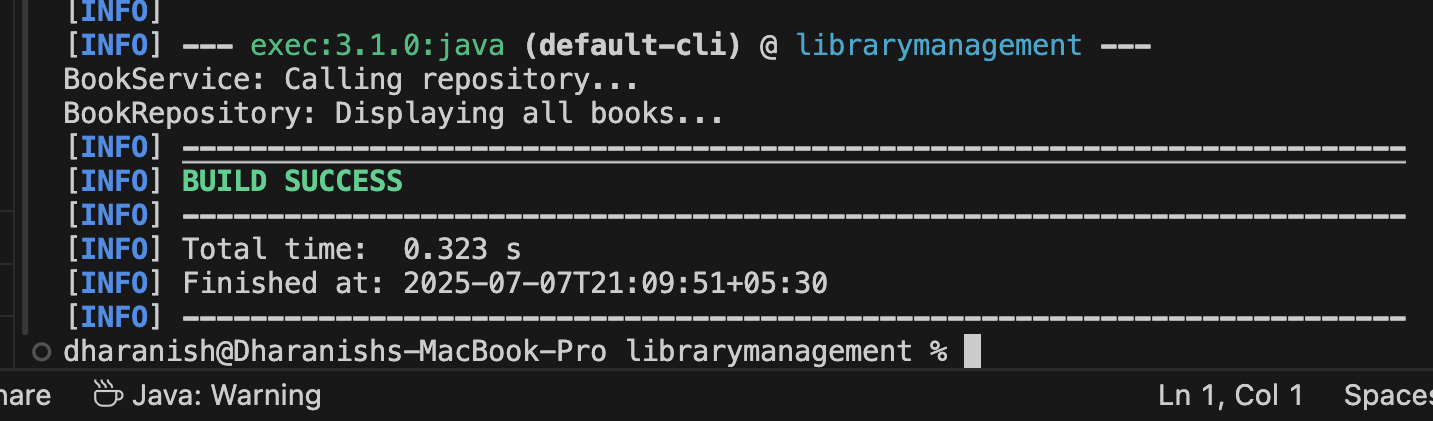 [INFO]
[INFO] --- exec:3.1.0:java (default-cli) @ librarymanagement ---
BookService: Calling repository...
BookRepository: Displaying all books...
[INFO] ------------------------------------------------------------------------
[INFO] BUILD SUCCESS
[INFO] ------------------------------------------------------------------------
[INFO] Total time:  0.323 s
[INFO] Finished at: 2025-07-07T21:09:51+05:30
[INFO] ------------------------------------------------------------------------
dharanish@Dharanishs-MacBook-Pro librarymanagement %
Java: Warning Ln 1, Col 1